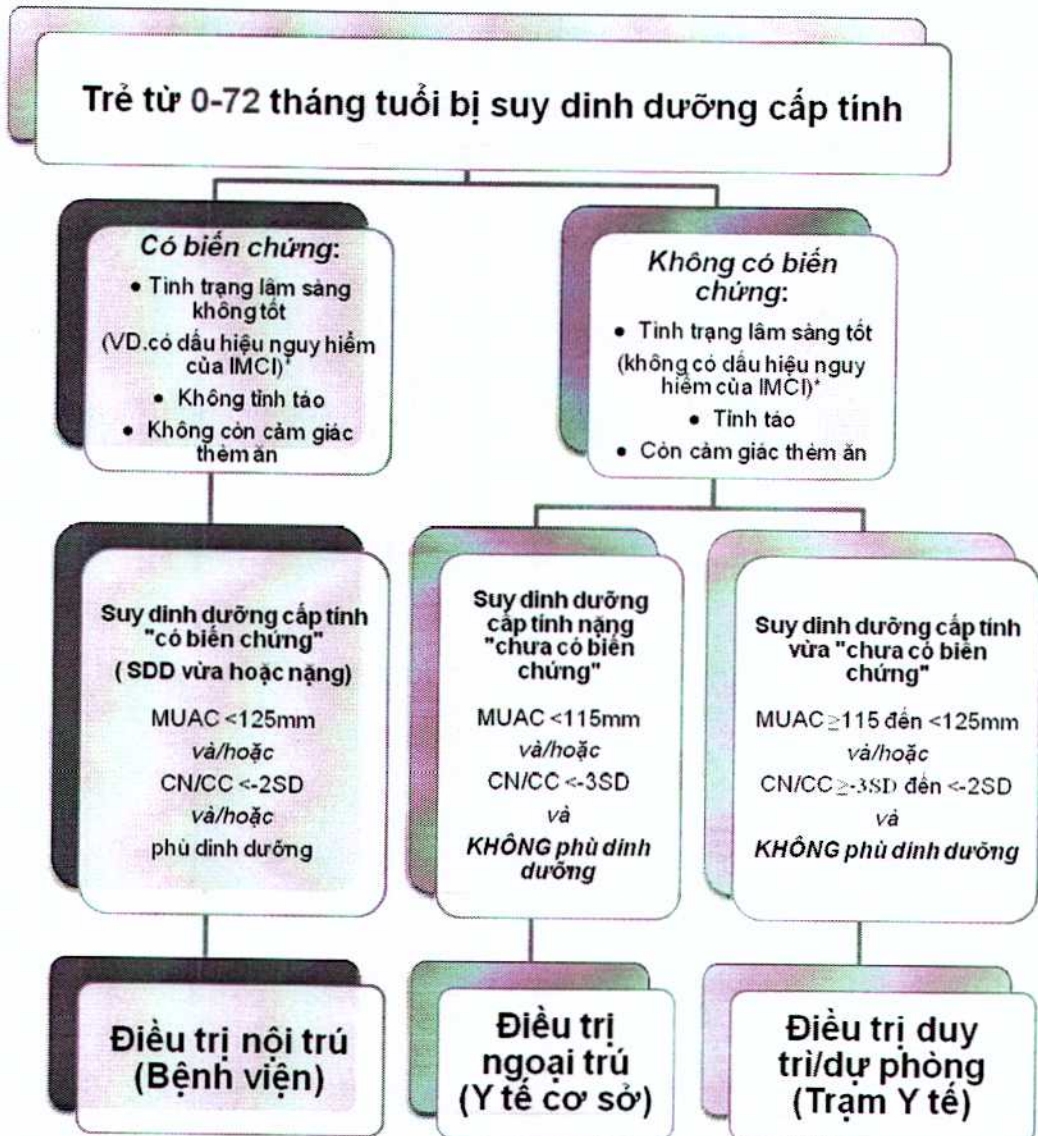 Trẻ từ 0-72 tháng tuổi bị suy dinh dưỡng cấp tính
Có biến chứng:
• Tình trạng lâm sàng
không tốt
(VD.có dấu hiệu nguy hiểm
của IMCI)*
• Không tỉnh táo
• Không còn cảm giác
thèm ăn
Không có biến
chứng:
• Tình trạng lâm sàng tốt
(không có dấu hiệu nguy
hiểm của IMCI)*
• Tỉnh táo
• Còn cảm giác thèm ăn
Suy dinh dưỡng cấp tính
"có biến chứng"
( SDD vừa hoặc nặng)
MUAC <125mm
và/hoặc
CN/CC <-2SD
và/hoặc
phù dinh dưỡng
Suy dinh dưỡng
cấp tính nặng
"chưa có biến
chứng"
MUAC <115mm
và/hoặc
CN/CC <-3SD
và
KHÔNG phù dinh
dưỡng
Suy dinh dưỡng cấp tính
vừa "chưa có biến
chứng"
MUAC ≥115 đến <125mm
và/hoặc
CN/CC ≥-3SD đến <-2SD
và
KHÔNG phù dinh dưỡng
Điều trị nội trú
(Bệnh viện)
Điều trị
ngoại trú
(Y tế cơ sở)
Điều trị duy
trì/dự phòng
(Trạm Y tế)